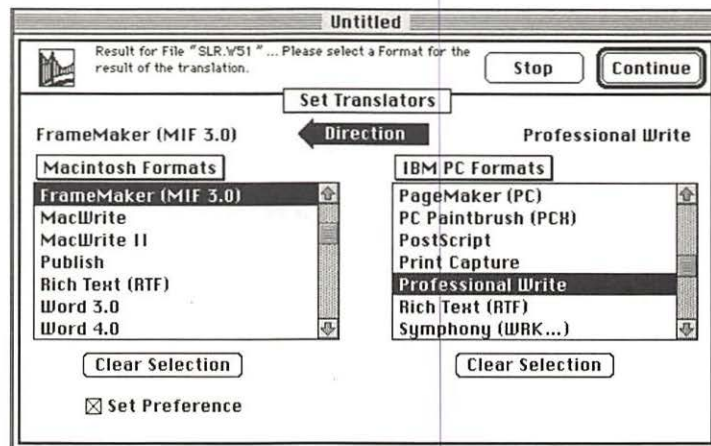 Untitled
Result for File "SLR.W51 " ... Please select a Format for the
result of the translation.
Stop
Continue
Set Translators
FrameMaker (MIF 3.0)
Direction
Professional Write
Macintosh Formats
FrameMaker (MIF 3.0)
MacWrite
MacWrite II
Publish
Rich Text (RTF)
Word 3.0
Word 4.0
Clear Selection
Set Preference
IBM PC Formats
PageMaker (PC)
PC Paintbrush (PCX)
PostScript
Print Capture
Professional Write
Rich Text (RTF)
Symphony (WRK...)
Clear Selection